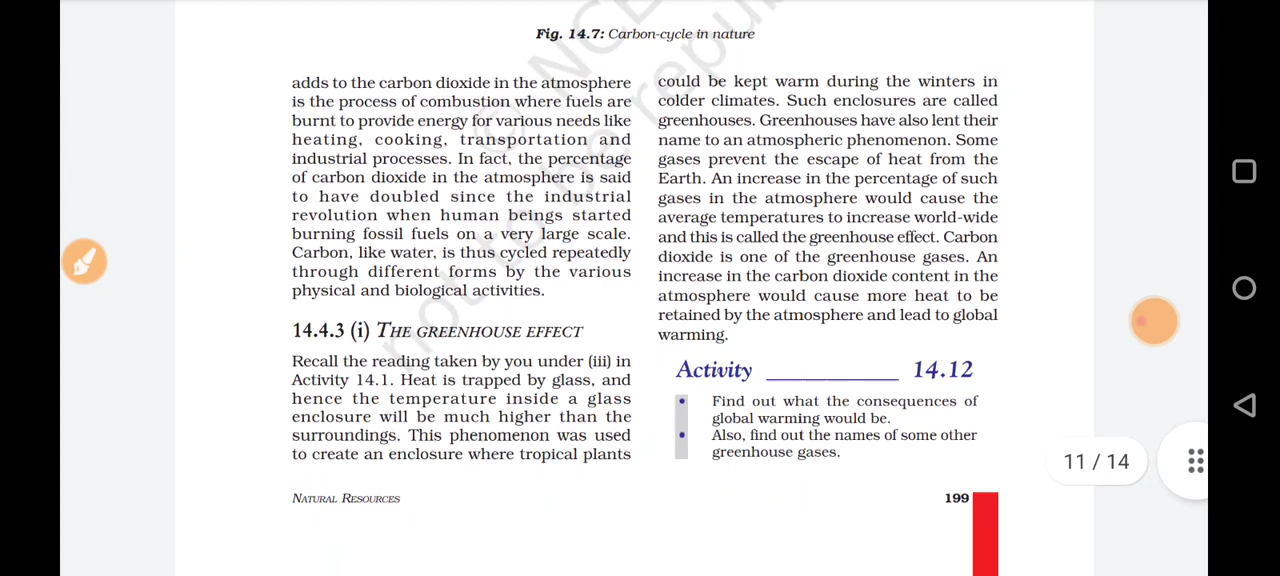 Fig. 14.7: Carbon-cycle in nature
adds to the carbon dioxide in the atmosphere
is the process of combustion where fuels are
burnt to provide energy for various needs like
heating, cooking, transportation and
industrial processes. In fact, the percentage
of carbon dioxide in the atmosphere is said
to have doubled since the industrial
revolution when human beings started
burning fossil fuels on a very large scale.
Carbon, like water, is thus cycled repeatedly
through different forms by the various
physical and biological activities.
14.4.3 (i) THE GREENHOUSE EFFECT
Recall the reading taken by you under (iii) in
Activity 14.1. Heat is trapped by glass, and
hence the temperature inside a glass
enclosure will be much higher than the
surroundings. This phenomenon was used
to create an enclosure where tropical plants
could be kept warm during the winters in
colder climates. Such enclosures are called
greenhouses. Greenhouses have also lent their
name to an atmospheric phenomenon. Some
gases prevent the escape of heat from the
Earth. An increase in the percentage of such
gases in the atmosphere would cause the
average temperatures to increase world-wide
and this is called the greenhouse effect. Carbon
dioxide is one of the greenhouse gases. An
increase in the carbon dioxide content in the
atmosphere would cause more heat to be
retained by the atmosphere and lead to global
warming.
Activity 14.12
• Find out what the consequences of
global warming would be.
• Also, find out the names of some other
greenhouse gases.
NATURAL RESOURCES
199
11 / 14
© NCE
not to be repu